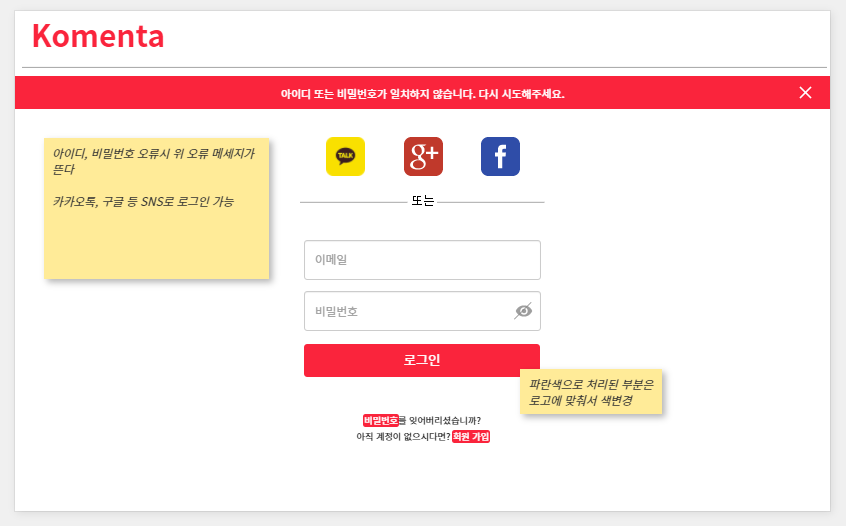 Komenta
아이디 또는 비밀번호가 일치하지 않습니다. 다시 시도해주세요.
아이디, 비밀번호 오류시 위 오류 메세지가
뜬다
카카오톡, 구글 등 SNS로 로그인 가능
TALK
g+
f
또는
이메일
비밀번호
로그인
파란색으로 처리된 부분은
로고에 맞춰서 색변경
비밀번호를 잊어버리셨습니까?
아직 계정이 없으시다면? 회원 가입